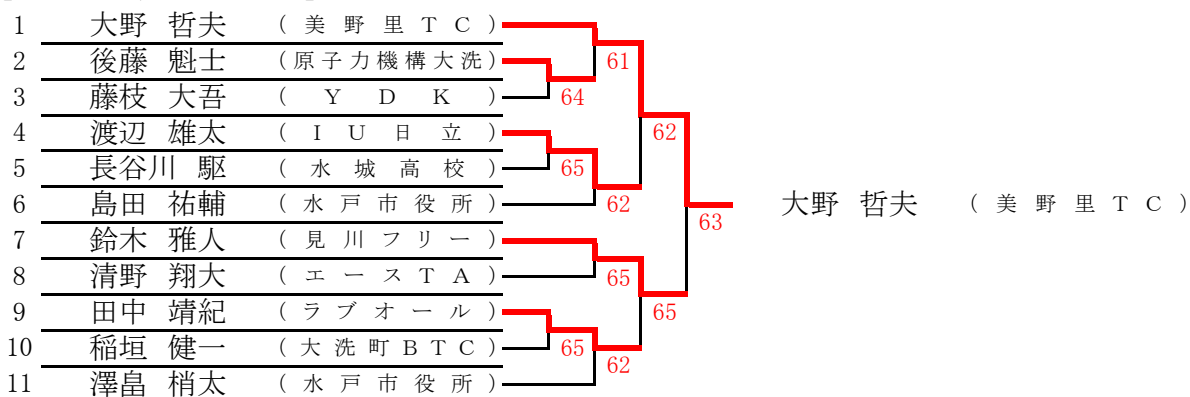 1 大野 哲夫 (美野里TC)
61
2 後藤 魁士 (原子力機構大洗)
64
3 藤枝 大吾 (YDK)
62
4 渡辺 雄太 (IU日立)
65
5 長谷川 駆 (水城高校)
62
6 島田 祐輔 (水戸市役所)
63
大野 哲夫 (美野里TC)
7 鈴木 雅人 (見川フリー)
65
8 清野 翔大 (エースTA)
65
9 田中 靖紀 (ラブオール)
65
10 稲垣 健一 (大洗町BTC)
62
11 澤畠 梢太 (水戸市役所)